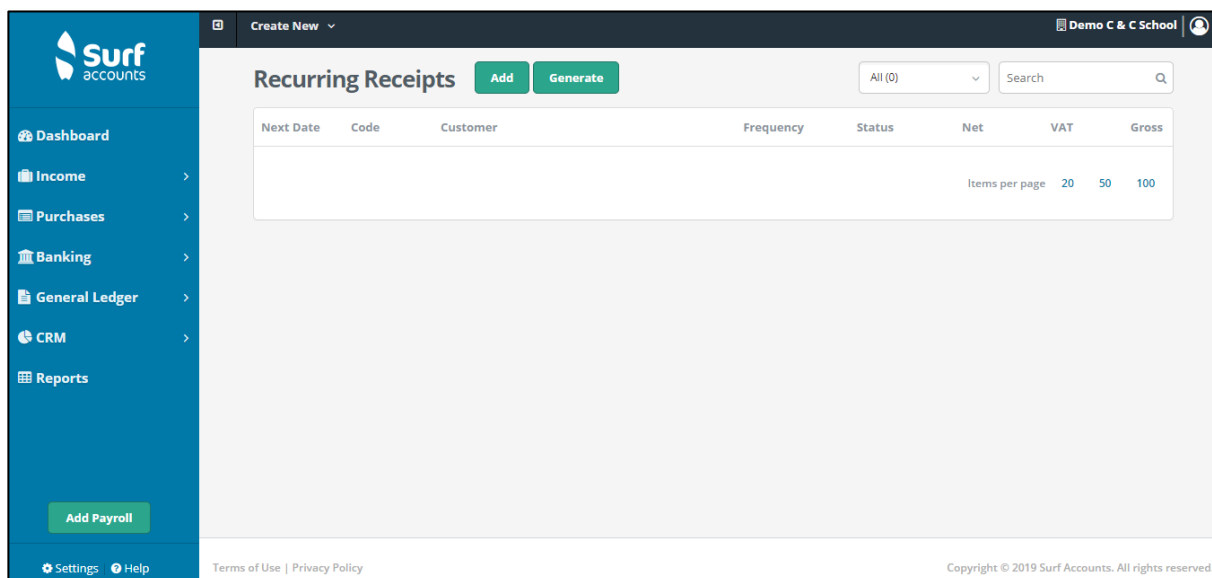 Surf
accounts
Create New
Demo C & C School
Recurring Receipts Add Generate All (0) Search
Next Date Code Customer Frequency Status Net VAT Gross
Items per page 20 50 100
Dashboard
Income
Purchases
Banking
General Ledger
CRM
Reports
Add Payroll
Settings Help
Terms of Use | Privacy Policy
Copyright © 2019 Surf Accounts. All rights reserved